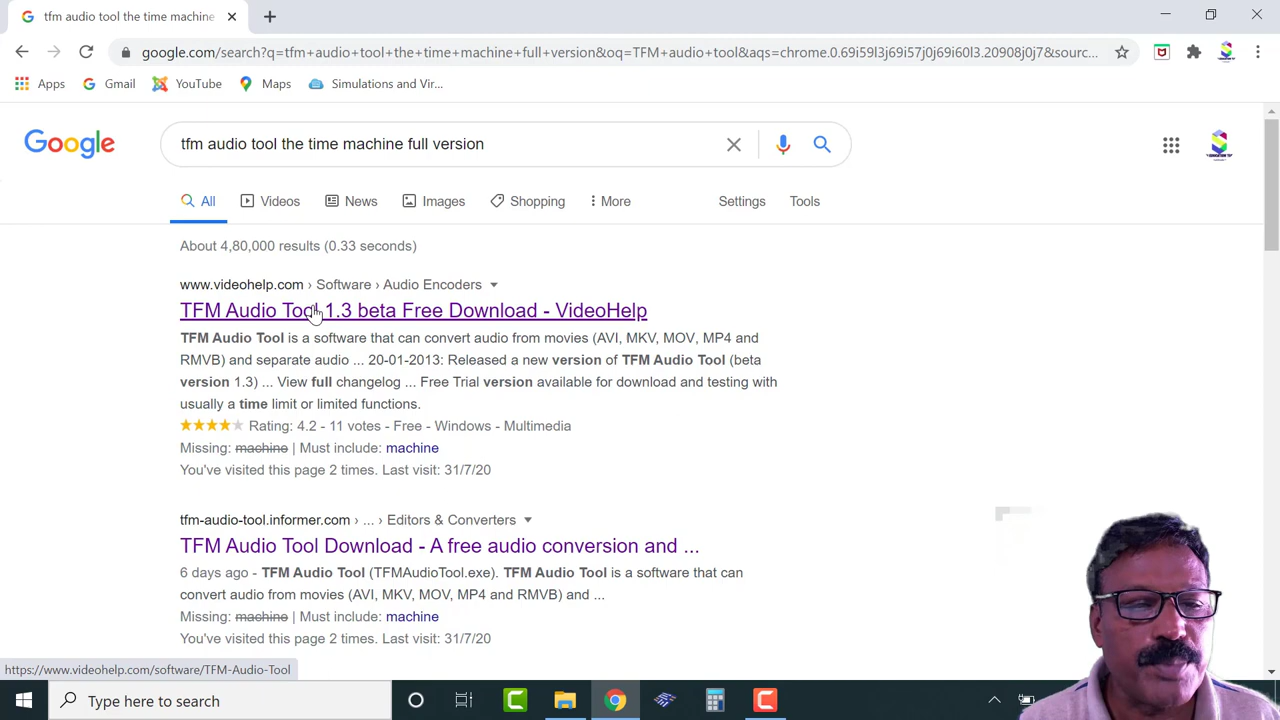 tfm audio tool the time machine
google.com/search?q=tfm+audio+tool+the+time+machine+full+version&oq=TFM+audio+tool&aqs=chrome.0.69i59l3j69i57j0j69i60l3.20908j0j7&sourc...
Apps Gmail YouTube Maps Simulations and Vir...
Google tfm audio tool the time machine full version
All Videos News Images Shopping More Settings Tools
About 4,80,000 results (0.33 seconds)
www.videohelp.com › Software › Audio Encoders
TFM Audio Tool 1.3 beta Free Download - VideoHelp
TFM Audio Tool is a software that can convert audio from movies (AVI, MKV, MOV, MP4 and
RMVB) and separate audio ... 20-01-2013: Released a new version of TFM Audio Tool (beta
version 1.3) ... View full changelog ... Free Trial version available for download and testing with
usually a time limit or limited functions.
Rating: 4.2 - 11 votes - Free - Windows - Multimedia
Missing: machine | Must include: machine
You've visited this page 2 times. Last visit: 31/7/20
tfm-audio-tool.informer.com › ... › Editors & Converters
TFM Audio Tool Download - A free audio conversion and ...
6 days ago - TFM Audio Tool (TFMAudioTool.exe). TFM Audio Tool is a software that can
convert audio from movies (AVI, MKV, MOV, MP4 and RMVB) and ...
Missing: machine | Must include: machine
You've visited this page 2 times. Last visit: 31/7/20
https://www.videohelp.com/software/TFM-Audio-Tool
Type here to search